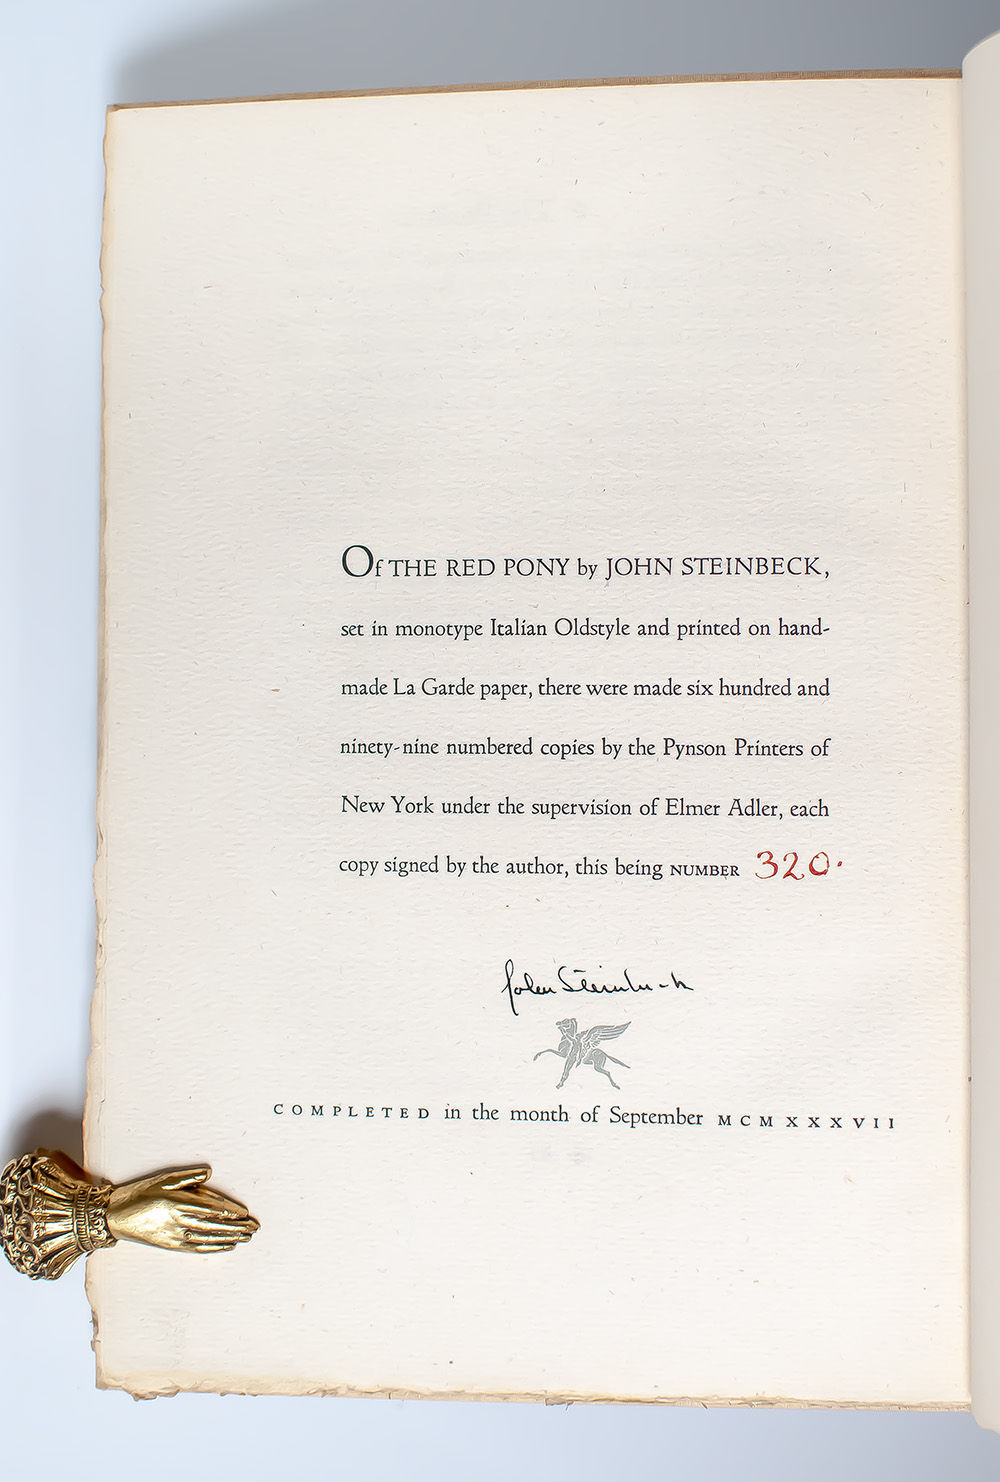 Of THE RED PONY by JOHN STEINBECK,
set in monotype Italian Oldstyle and printed on hand-
made La Garde paper, there were made six hundred and
ninety-nine numbered copies by the Pynson Printers of
New York under the supervision of Elmer Adler, each
copy signed by the author, this being NUMBER 320.
John Steinbeck
COMPLETED in the month of September MCMXXXVII